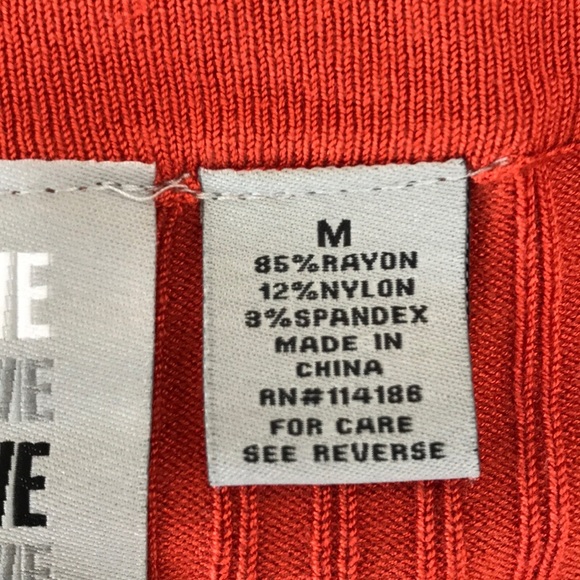 M
85%RAYON
12%NYLON
3%SPANDEX
MADE IN
CHINA
RN#114186
FOR CARE
SEE REVERSE